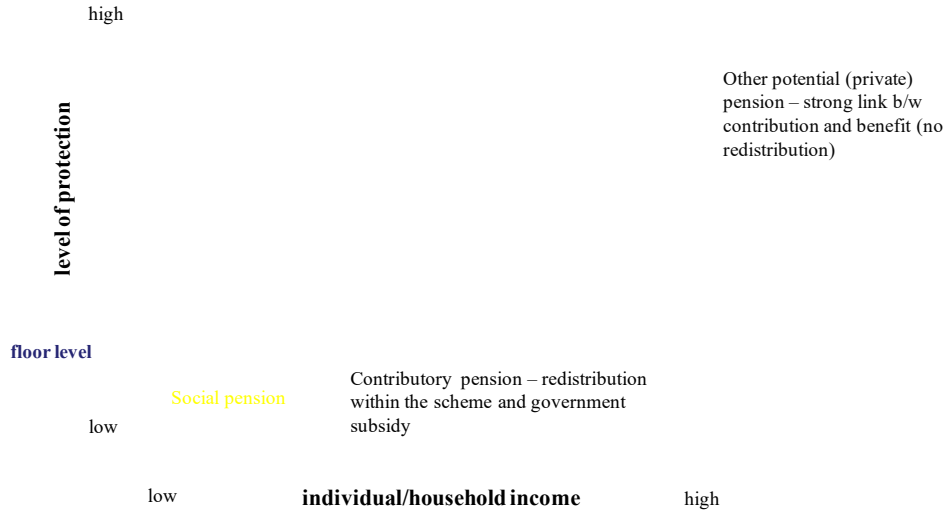 high
Other potential (private)
pension – strong link b/w
contribution and benefit (no
redistribution)
level of protection
floor level
Social pension
Contributory pension – redistribution
within the scheme and government
subsidy
low
low
individual/household income
high